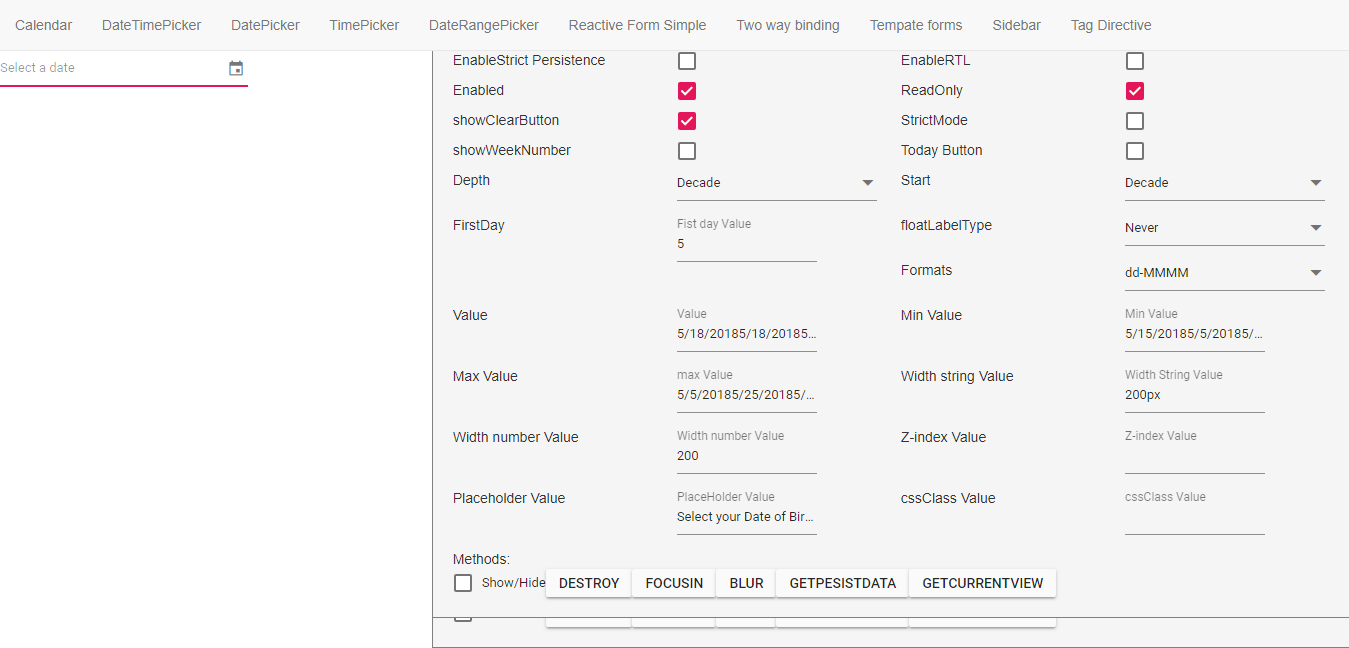 Calendar DateTimePicker DatePicker TimePicker DateRangePicker Reactive Form Simple Two way binding Tempate forms Sidebar Tag Directive
Select a date
EnableStrict Persistence EnableRTL
Enabled ReadOnly
showClearButton StrictMode
showWeekNumber Today Button
Depth Decade Start Decade
FirstDay Fist day Value floatLabelType Never
5
Formats dd-MMMM
Value Value Min Value Min Value
5/18/20185/18/20185... 5/15/20185/5/20185/...
Max Value max Value Width string Value Width String Value
5/5/20185/25/20185/... 200px
Width number Value Width number Value Z-index Value Z-index Value
200
Placeholder Value PlaceHolder Value cssClass Value cssClass Value
Select your Date of Bir...
Methods:
Show/Hide DESTROY FOCUSIN BLUR GETPESISTDATA GETCURRENTVIEW